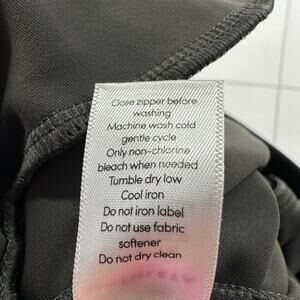 Close zipper before
washing
Machine wash cold
gentle cycle
Only non-chlorine
bleach when needed
Tumble dry low
Cool iron
Do not iron label
Do not use fabric
softener
Do not dry clean